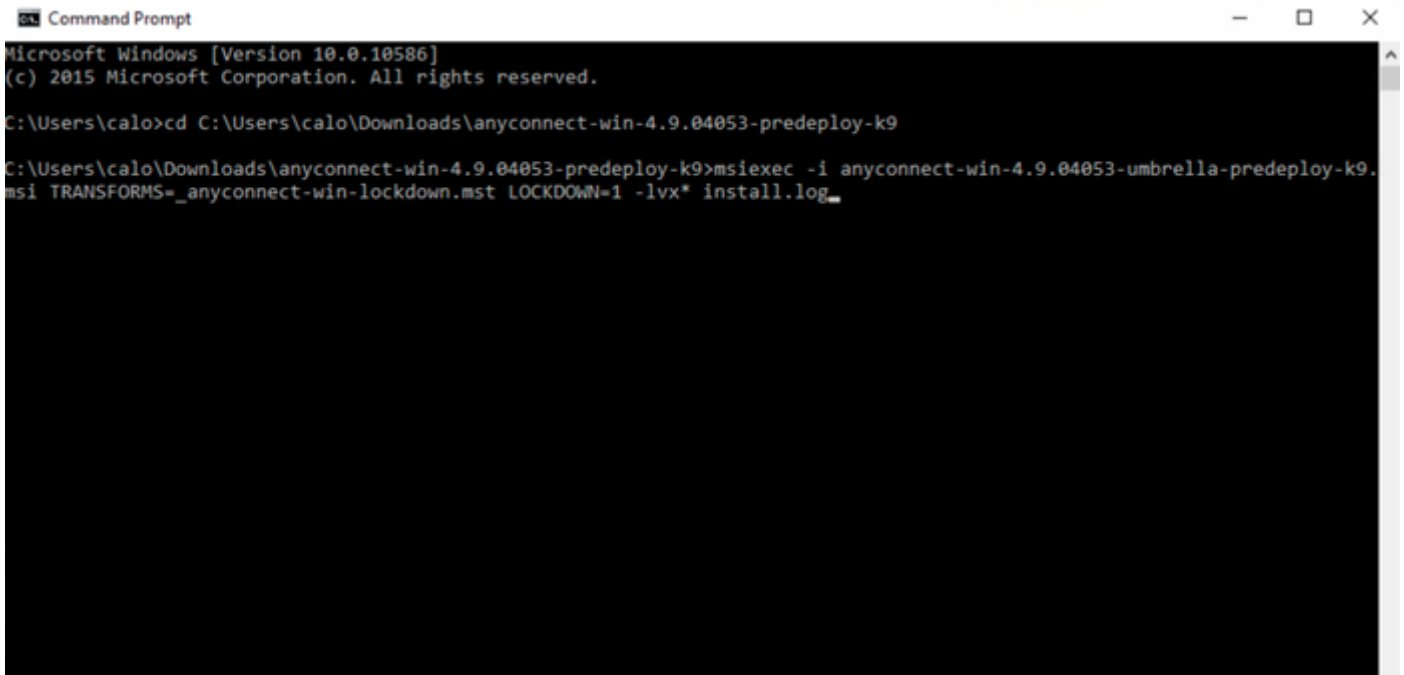 Command Prompt
Microsoft Windows [Version 10.0.10586]
(c) 2015 Microsoft Corporation. All rights reserved.
C:\Users\calo>cd C:\Users\calo\Downloads\anyconnect-win-4.9.04053-predeploy-k9
C:\Users\calo\Downloads\anyconnect-win-4.9.04053-predeploy-k9>msiexec -i anyconnect-win-4.9.04053-umbrella-predeploy-k9.
msi TRANSFORMS=_anyconnect-win-lockdown.mst LOCKDOWN=1 -lvx* install.log